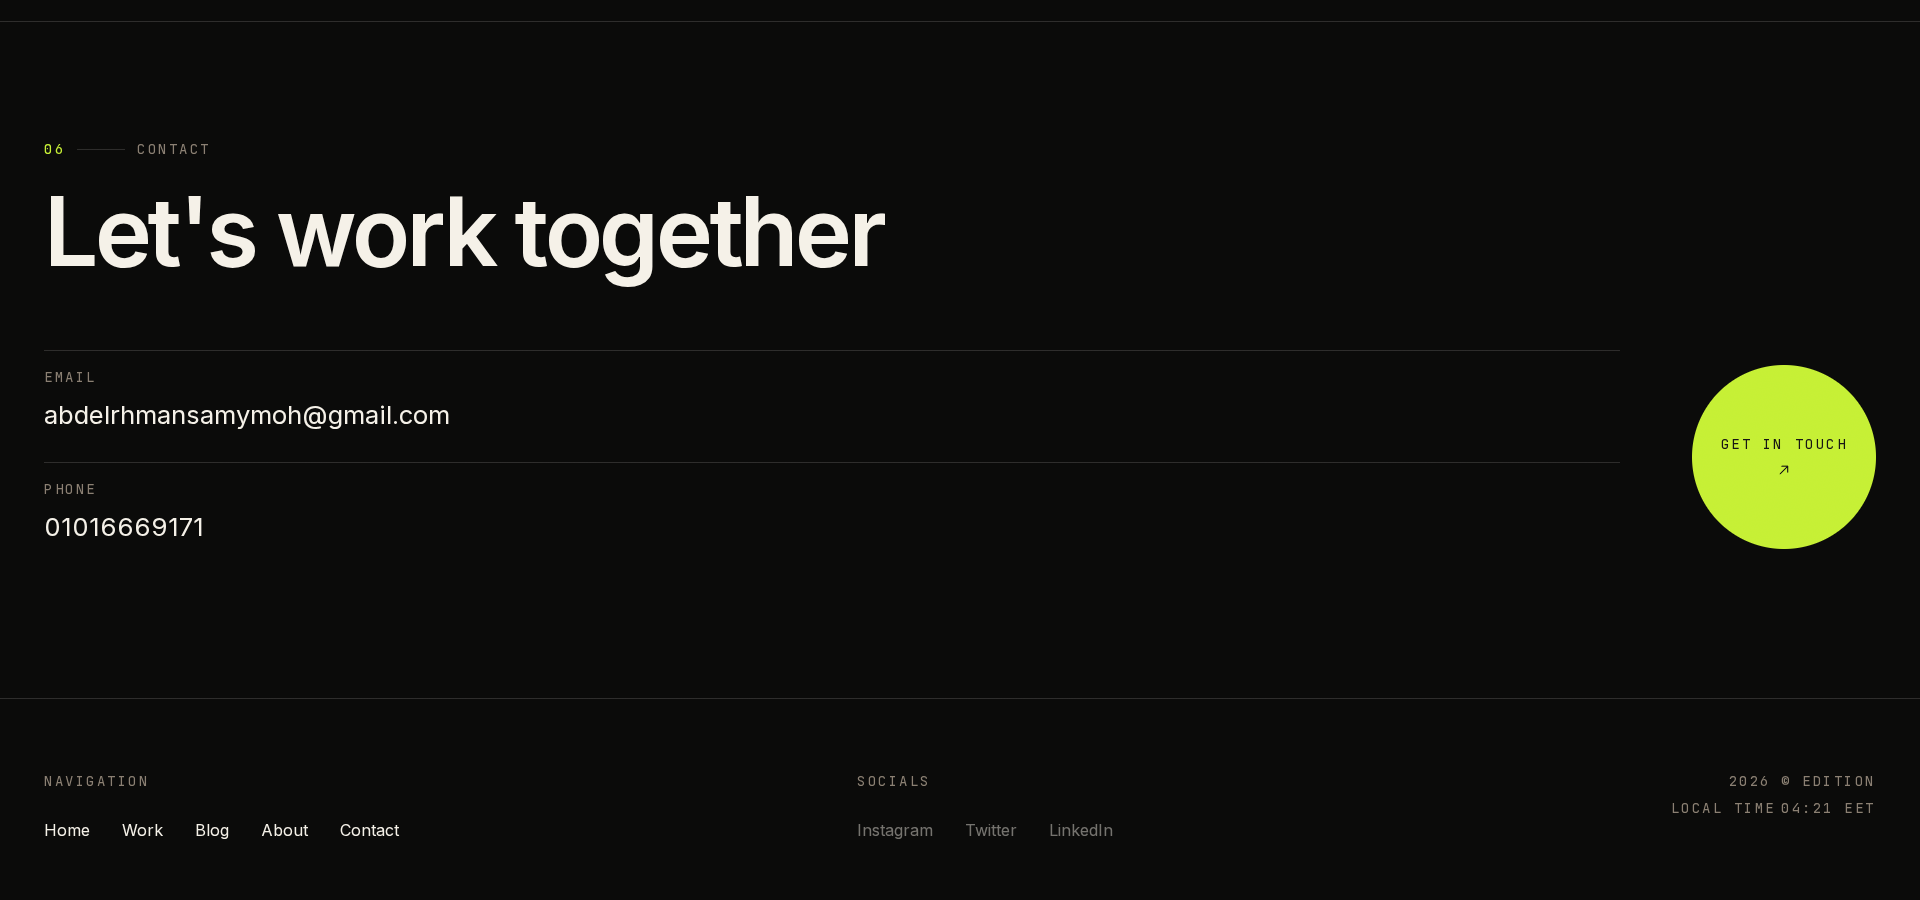 06 CONTACT
Let's work together
EMAIL
abdelrhmansamymoh@gmail.com
PHONE
01016669171
GET IN TOUCH
↗
NAVIGATION
Home Work Blog About Contact
SOCIALS
Instagram Twitter LinkedIn
2026 © EDITION
LOCAL TIME 04:21 EET